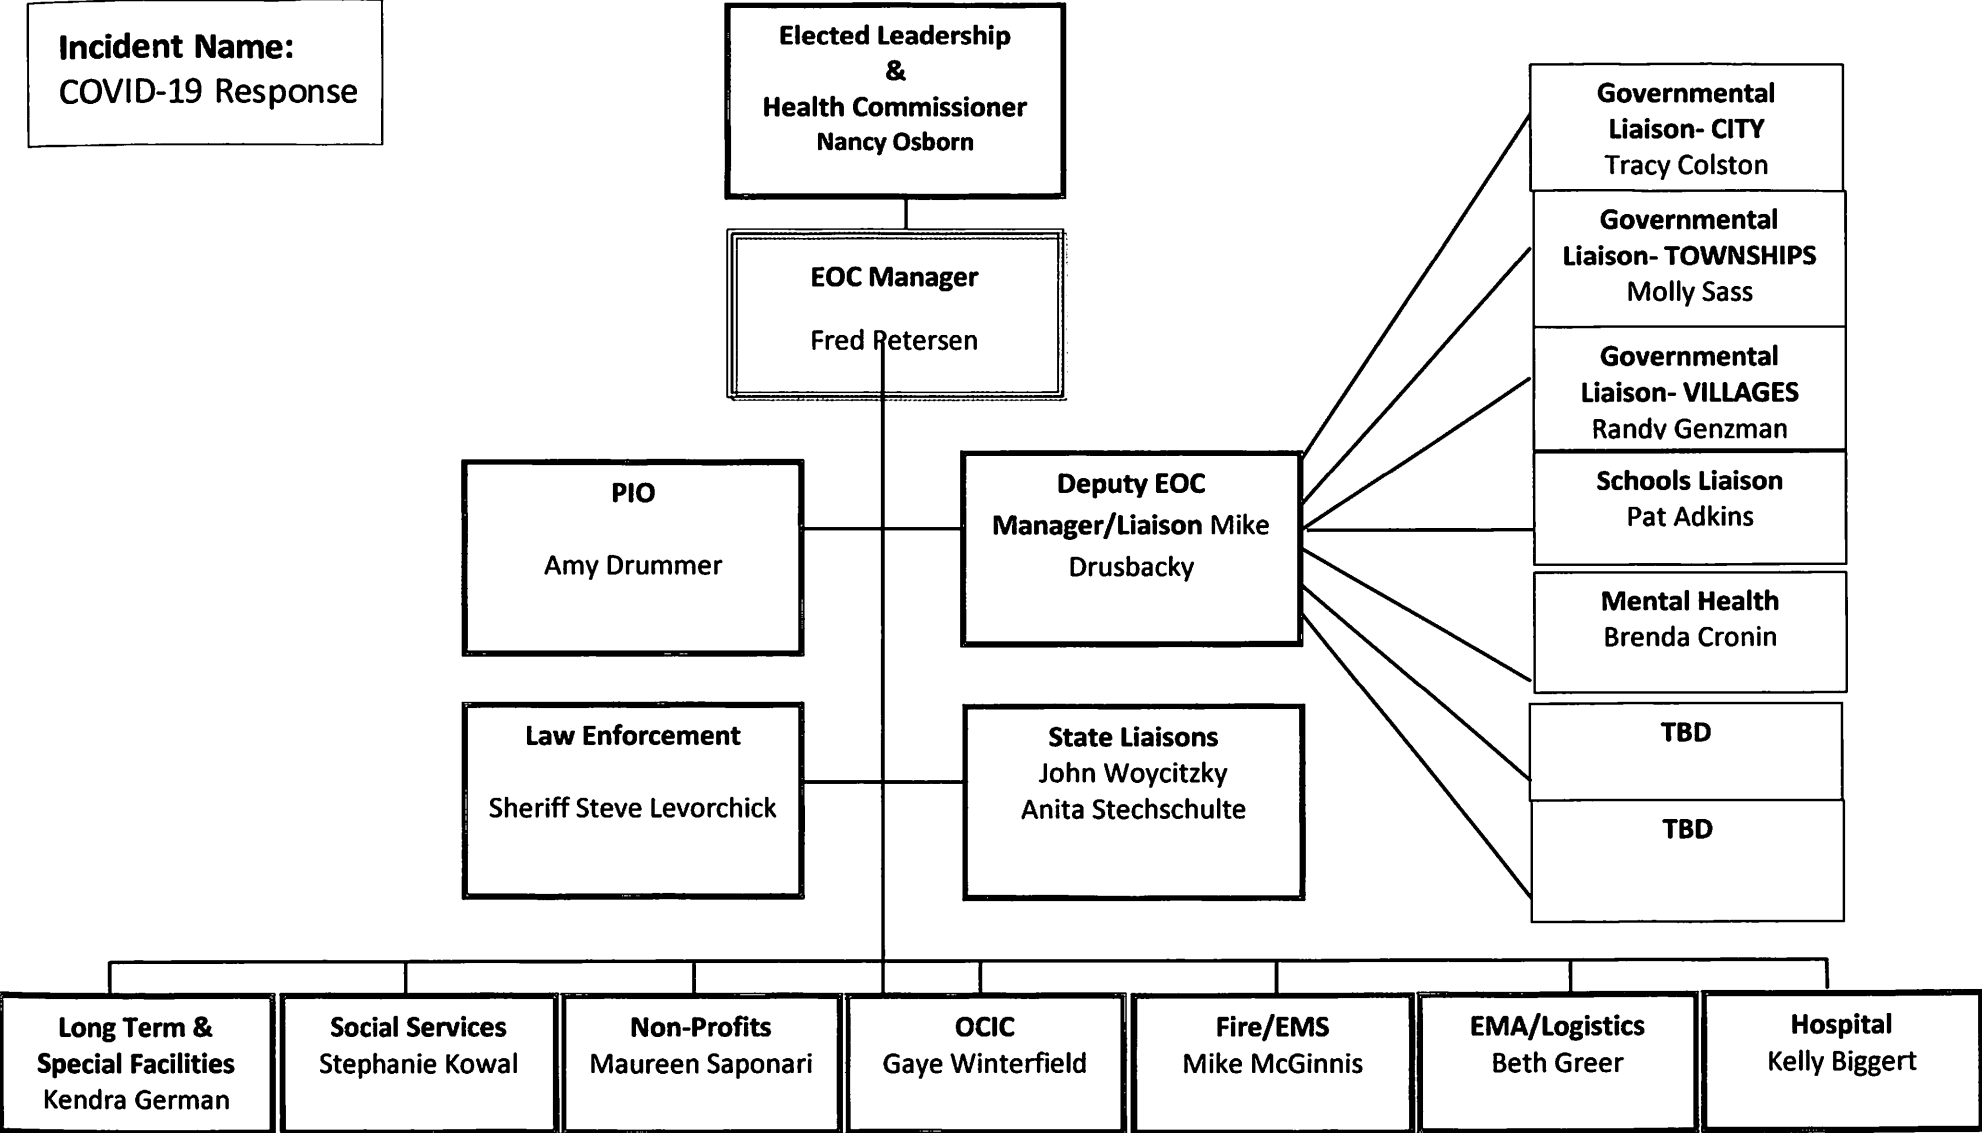 Incident Name:
COVID-19 Response
Elected Leadership
&
Health Commissioner
Nancy Osborn
EOC Manager
Fred Petersen
Governmental
Liaison- CITY
Tracy Colston
Governmental
Liaison- TOWNSHIPS
Molly Sass
Governmental
Liaison- VILLAGES
Randy Genzman
Schools Liaison
Pat Adkins
Mental Health
Brenda Cronin
TBD
TBD
PIO
Amy Drummer
Deputy EOC
Manager/Liaison Mike
Drusbacky
Law Enforcement
Sheriff Steve Levorchick
State Liaisons
John Woycitzky
Anita Stechschulte
Long Term &
Special Facilities
Kendra German
Social Services
Stephanie Kowal
Non-Profits
Maureen Saponari
OCIC
Gaye Winterfield
Fire/EMS
Mike McGinnis
EMA/Logistics
Beth Greer
Hospital
Kelly Biggert